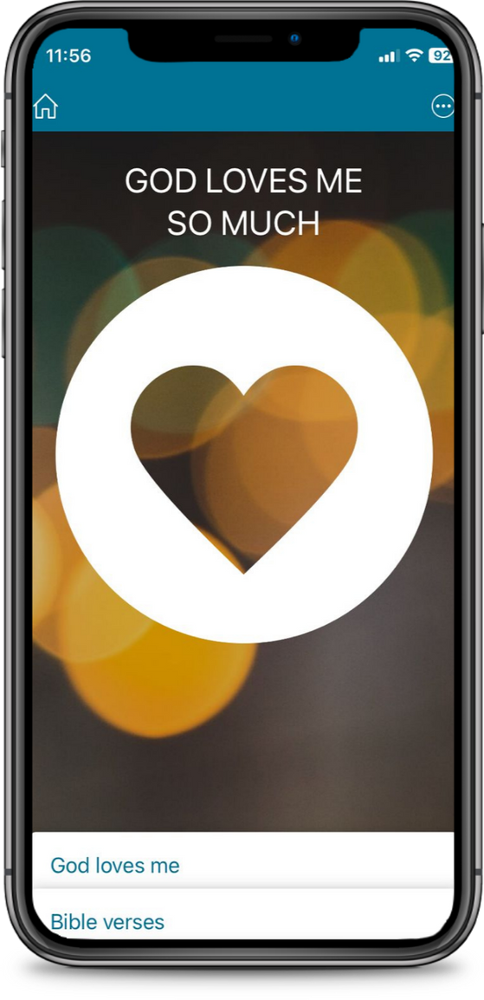 11:56
92
GOD LOVES ME
SO MUCH
God loves me
Bible verses